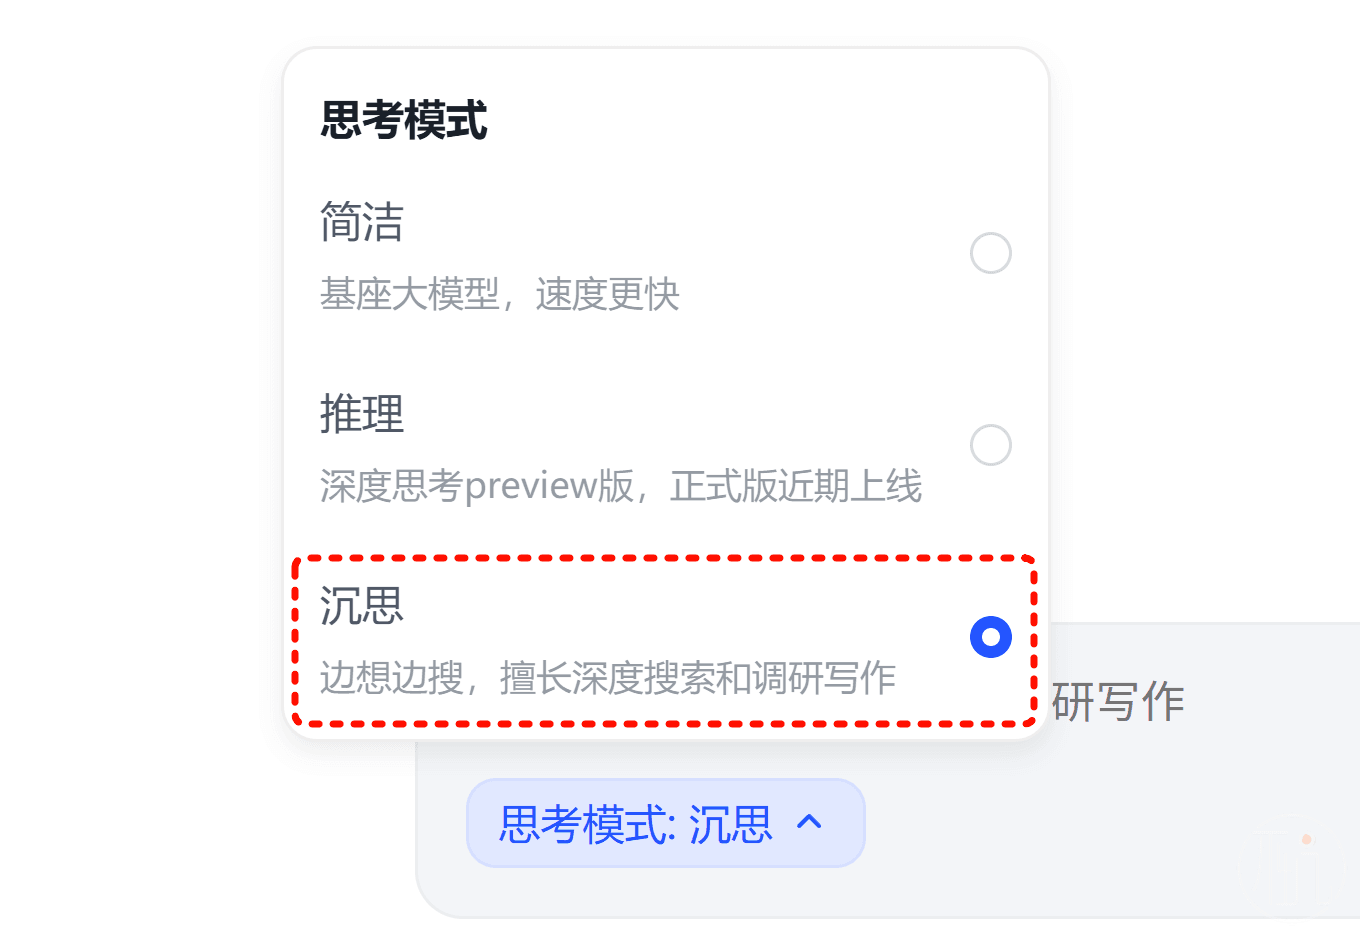 思考模式
简洁
基座大模型，速度更快
推理
深度思考preview版，正式版近期上线
沉思
边想边搜，擅长深度搜索和调研写作
研写作
思考模式: 沉思